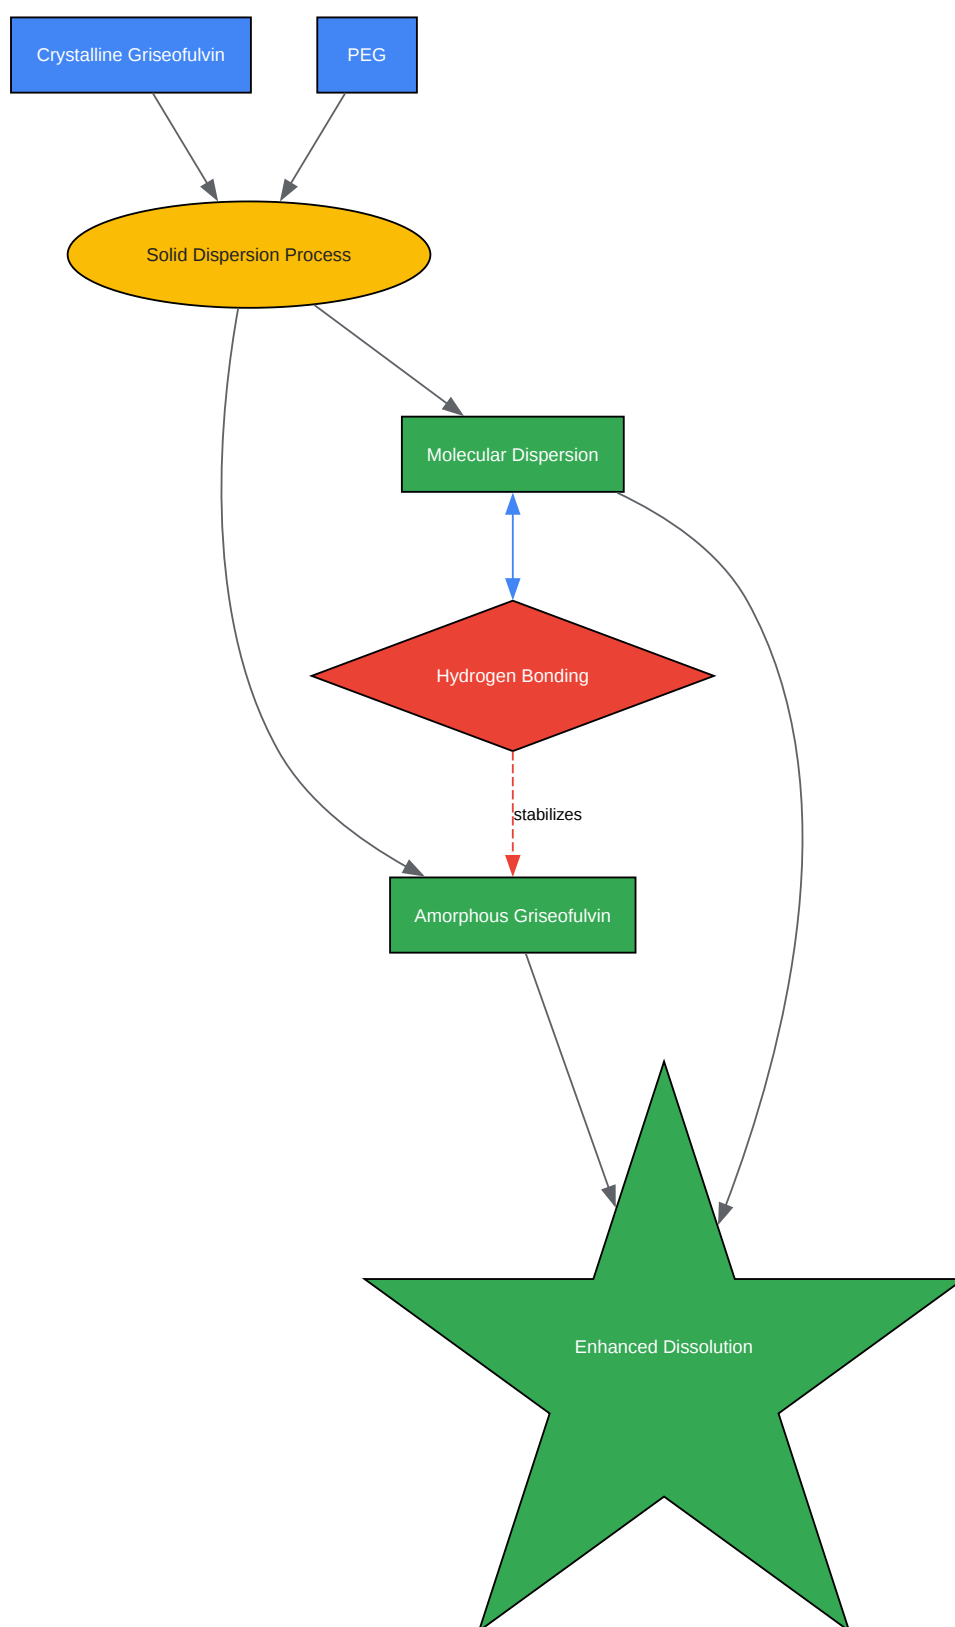 Crystalline Griseofulvin
PEG
Solid Dispersion Process
Molecular Dispersion
Hydrogen Bonding
stabilizes
Amorphous Griseofulvin
Enhanced Dissolution